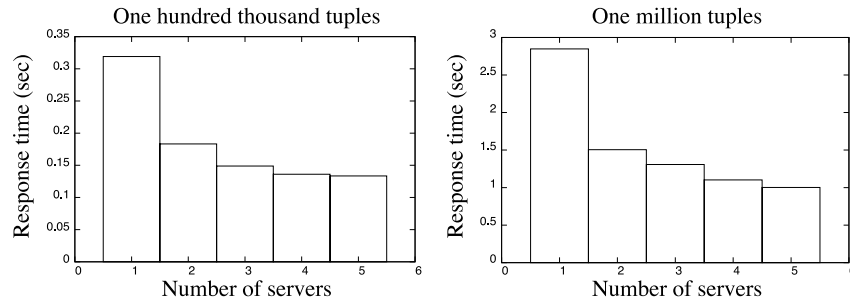 One hundred thousand tuples
0.35
0.3
0.25
0.2
0.15
0.1
0.05
0
0 1 2 3 4 5 6
Response time (sec)
Number of servers
One million tuples
3
2.5
2
1.5
1
0.5
0
0 1 2 3 4 5 6
Response time (sec)
Number of servers